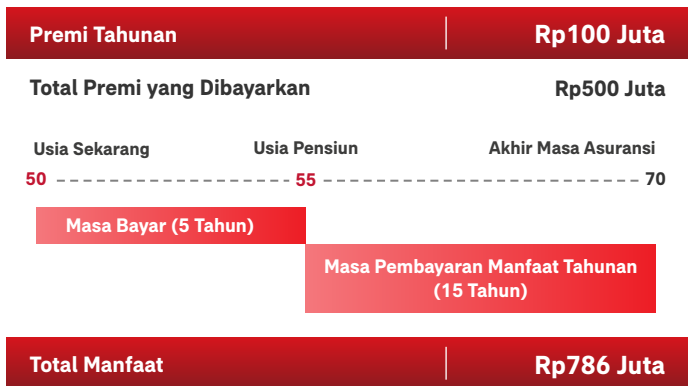 Premi Tahunan Rp100 Juta
Total Premi yang Dibayarkan Rp500 Juta
Usia Sekarang Usia Pensiun Akhir Masa Asuransi
50 55 70
Masa Bayar (5 Tahun)
Masa Pembayaran Manfaat Tahunan
(15 Tahun)
Total Manfaat Rp786 Juta